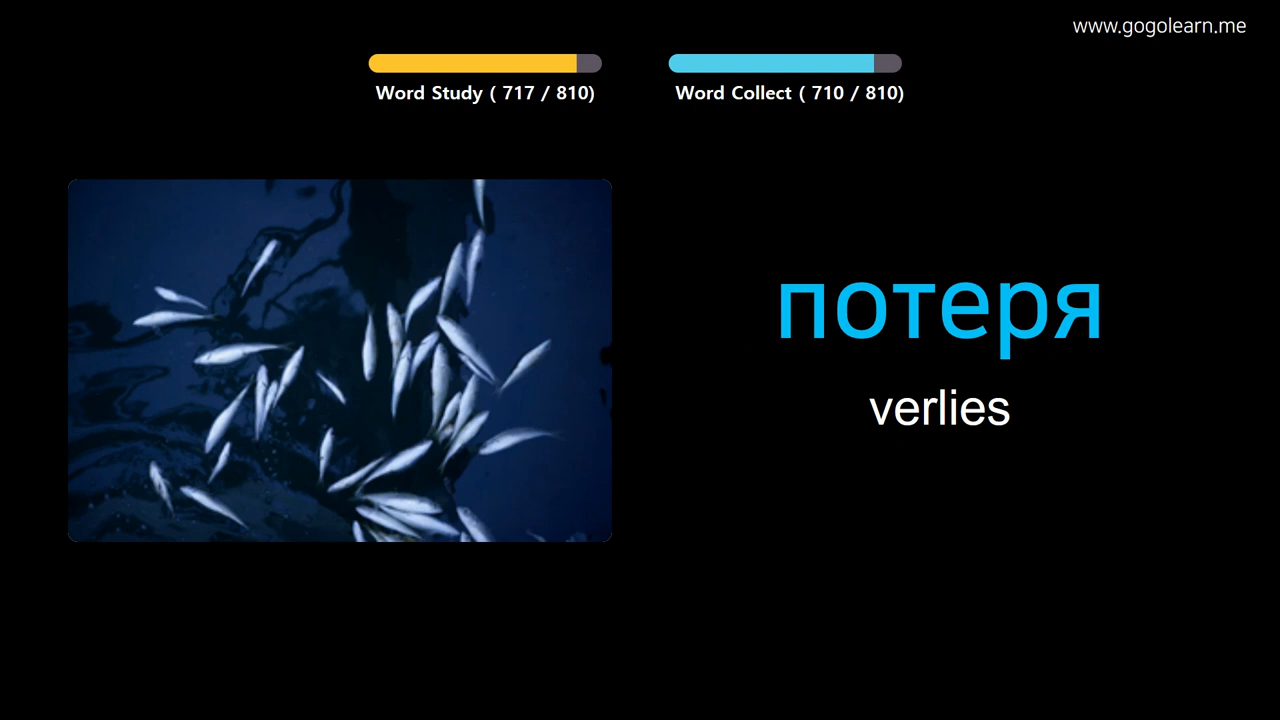 www.gogolearn.me
Word Study ( 717 / 810)
Word Collect ( 710 / 810)
потеря
verlies